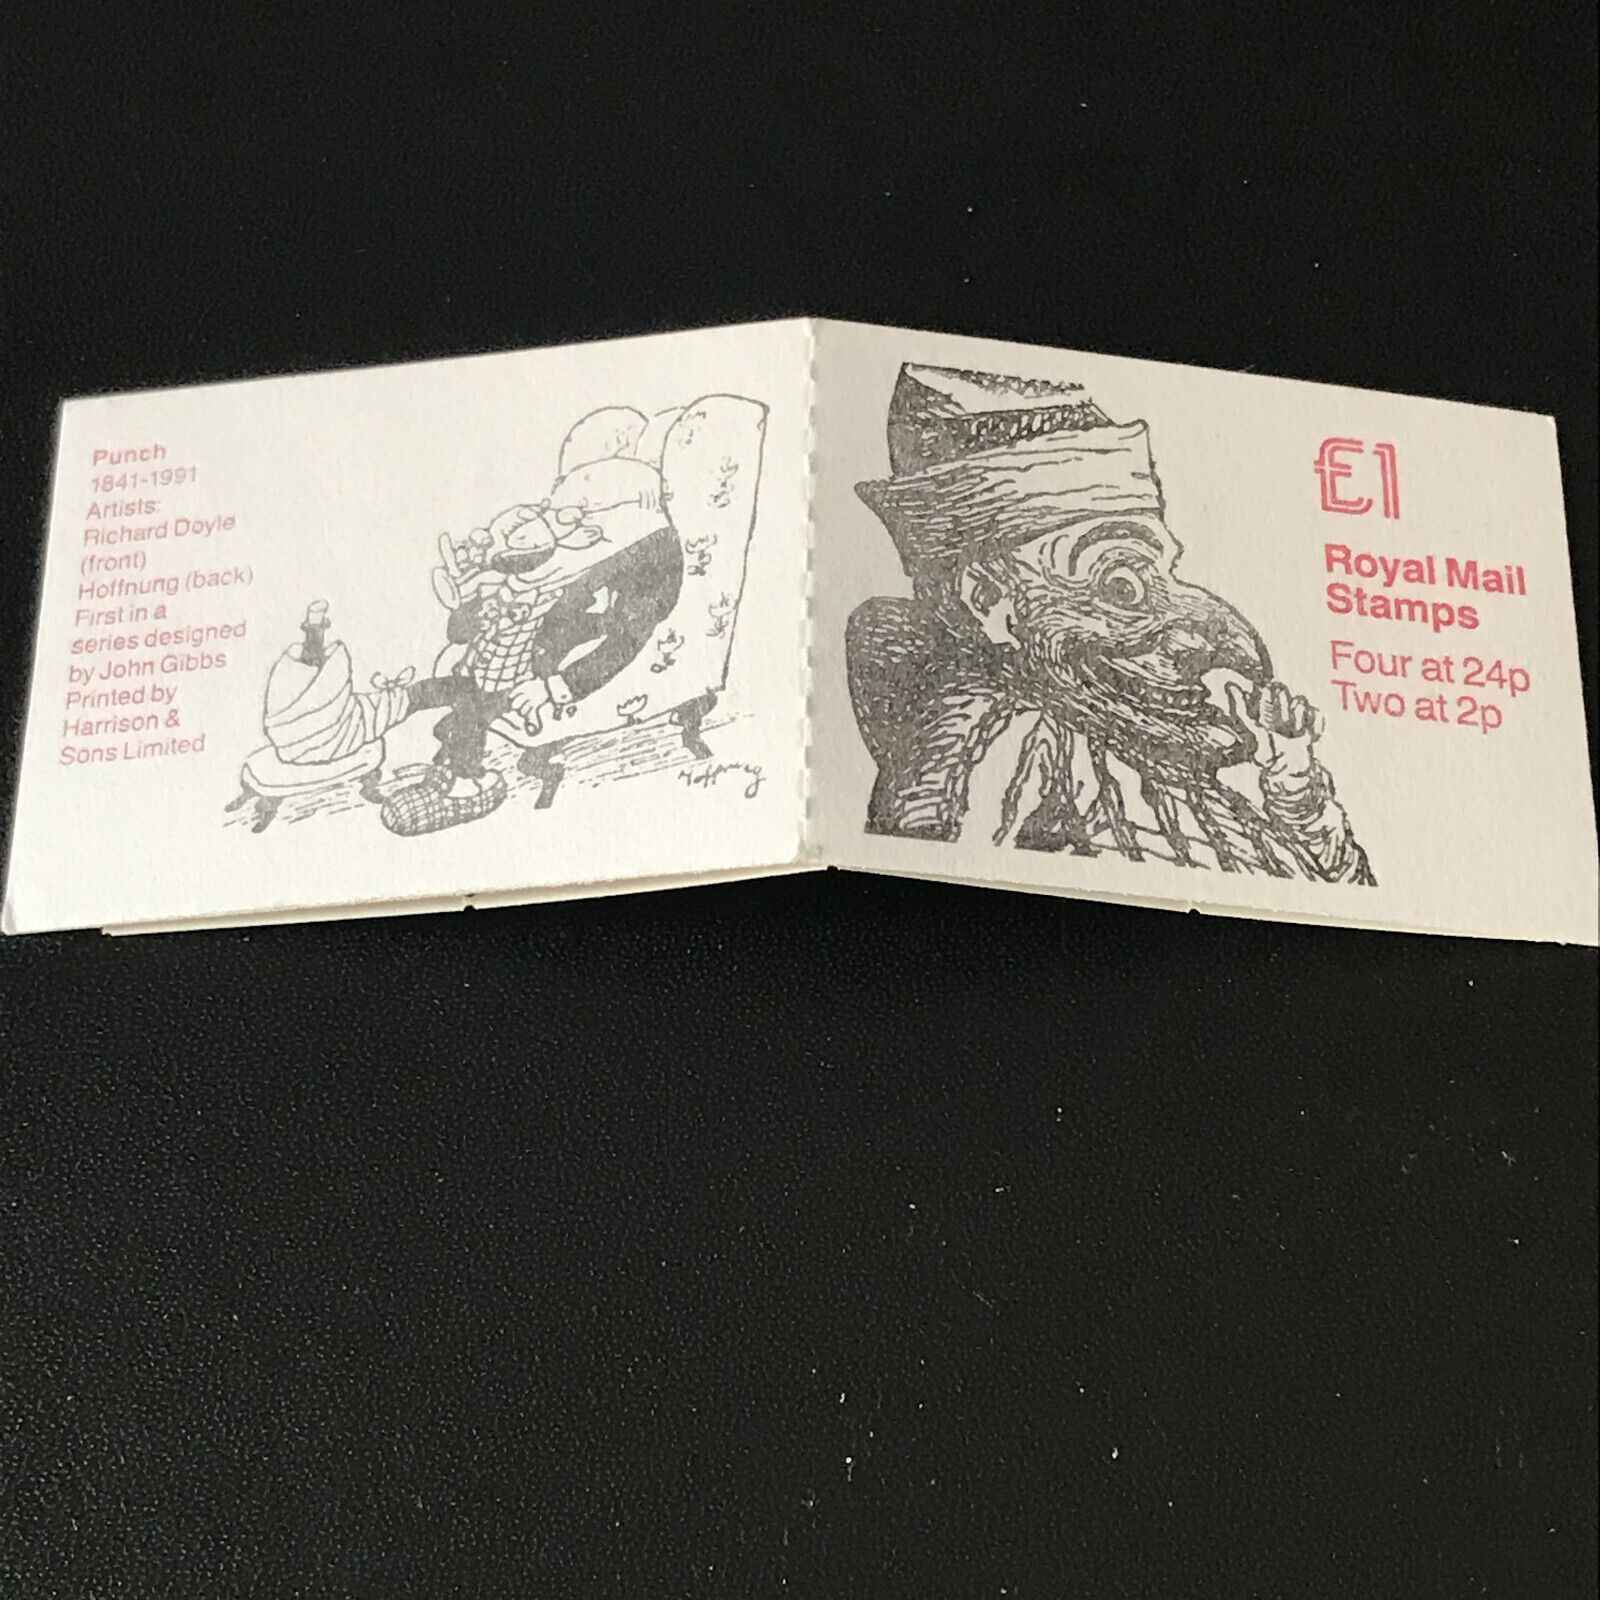 Punch
1841-1991
Artists:
Richard Doyle
(front)
Hoffnung (back)
First in a
series designed
by John Gibbs
Printed by
Harrison &
Sons Limited
Hoffnung
£1
Royal Mail
Stamps
Four at 24p
Two at 2p